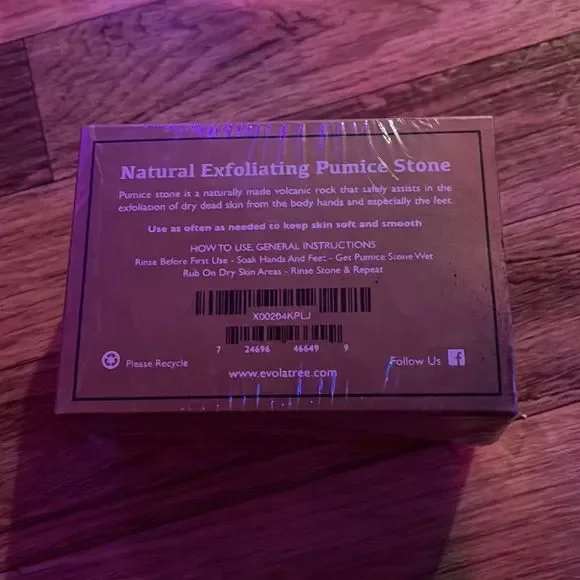 Natural Exfoliating Pumice Stone
Pumice stone it a naturally made volcanic rock that safely assists in the
exfoliation of dry dead skin from the body hands and especially the feet
Use as often as needed to keep skin soft and smooth
HOW TO USE, GENERAL INSTRUCTIONS
Rinse Before First Use - Soak Hands And Feet - Get Pumice Stone Wet
Rub On Dry Skin Areas - Rinse Stone & Repeat
X00204KPLJ
7 24696 46649 9
Please Recycle
Follow Us f
www.evolatree.com